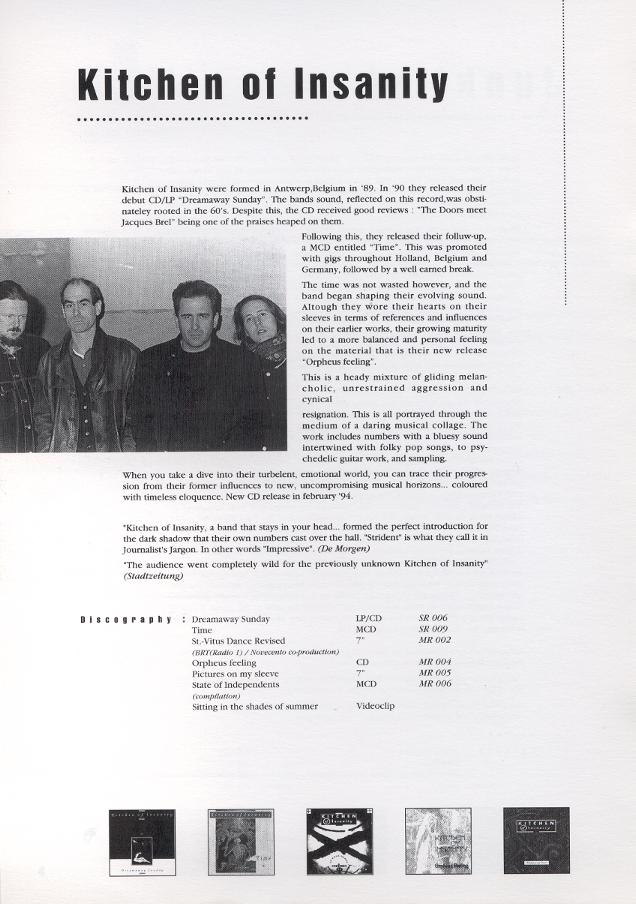 Kitchen of Insanity
Kitchen of Insanity were formed in Antwerp,Belgium in '89. In '90 they released their
debut CD/LP "Dreamaway Sunday". The bands sound, reflected on this record,was obsti-
nateley rooted in the 60's. Despite this, the CD received good reviews : "The Doors meet
Jacques Brel" being one of the praises heaped on them.
Following this, they released their folluw-up,
a MCD entitled "Time". This was promoted
with gigs throughout Holland, Belgium and
Germany, followed by a well earned break.
The time was not wasted however, and the
band began shaping their evolving sound.
Altough they wore their hearts on their
sleeves in terms of references and influences
on their earlier works, their growing maturity
led to a more balanced and personal feeling
on the material that is their new release
"Orpheus feeling".
This is a heady mixture of gliding melan-
cholic, unrestrained aggression and
cynical
resignation. This is all portrayed through the
medium of a daring musical collage. The
work includes numbers with a bluesy sound
intertwined with folky pop songs, to psy-
chedelic guitar work, and sampling.
When you take a dive into their turbelent, emotional world, you can trace their progres-
sion from their former influences to new, uncompromising musical horizons... coloured
with timeless eloquence. New CD release in february '94.
"Kitchen of Insanity, a band that stays in your head... formed the perfect introduction for
the dark shadow that their own numbers cast over the hall. "Strident" is what they call it in
Journalist's Jargon. In other words "Impressive". (De Morgen)
"The audience went completely wild for the previously unknown Kitchen of Insanity"
(Stadtzeitung)
Discography : Dreamaway Sunday LP/CD SR 006
Time MCD SR 009
St.-Vitus Dance Revised 7" MR 002
(BRT(Radio 1) / Novecento co-production)
Orpheus feeling CD MR 004
Pictures on my sleeve 7" MR 005
State of Independents MCD MR 006
(compilation)
Sitting in the shades of summer Videoclip
Kitchen of Insanity
Dreamaway Sunday
Kitchen of Insanity
Time
KITCHEN
of Insanity
KITCHEN
Orpheus feeling
KITCHEN
of Insanity